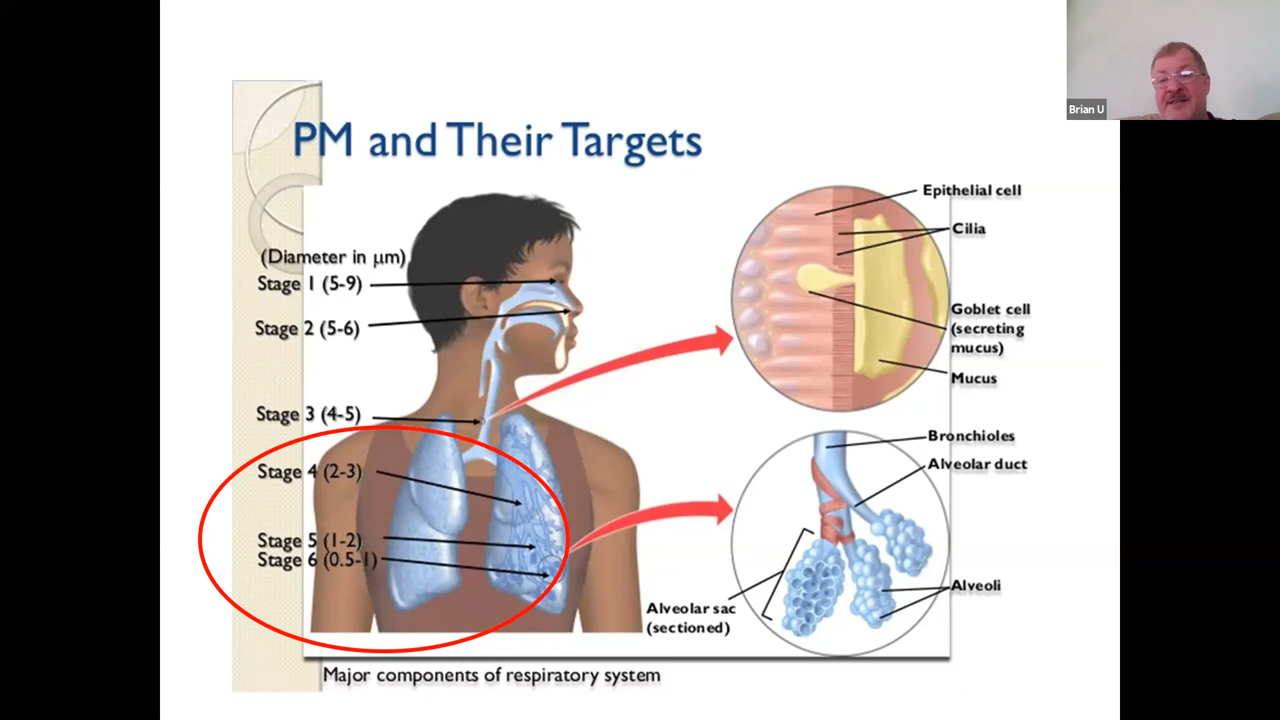 PM and Their Targets
(Diameter in µm)
Stage 1 (5-9)
Stage 2 (5-6)
Stage 3 (4-5)
Stage 4 (2-3)
Stage 5 (1-2)
Stage 6 (0.5-1)
Epithelial cell
Cilia
Goblet cell
(secreting
mucus)
Mucus
Bronchioles
Alveolar duct
Alveoli
Alveolar sac
(sectioned)
Major components of respiratory system
Brian U